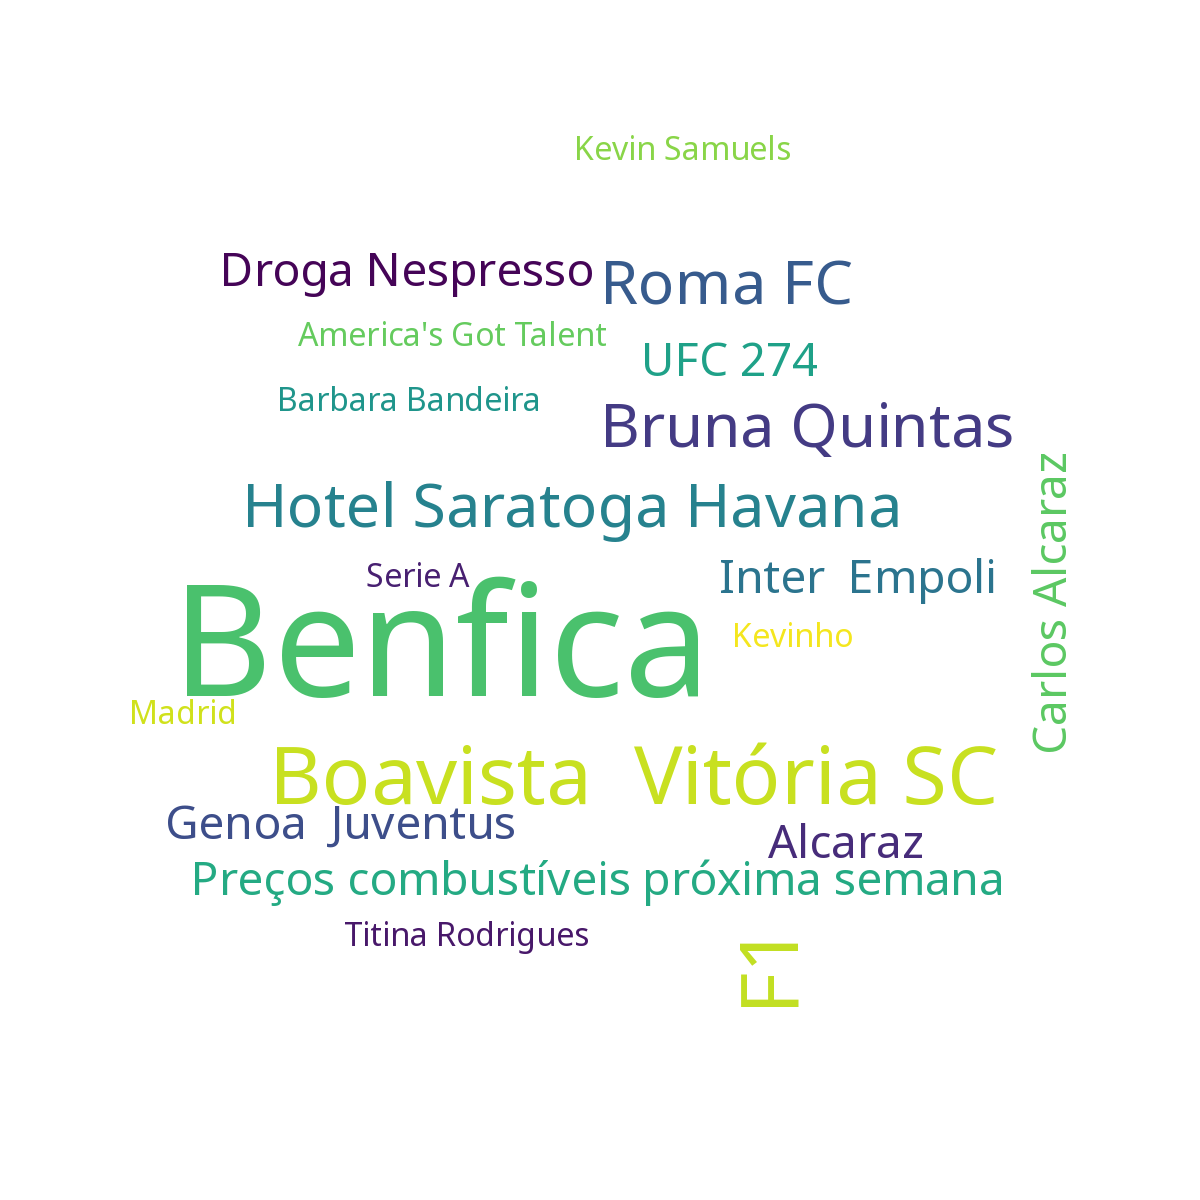 Kevin Samuels
Droga Nespresso
Roma FC
America's Got Talent
UFC 274
Barbara Bandeira
Bruna Quintas
Hotel Saratoga Havana
Carlos Alcaraz
Serie A
Inter Empoli
Benfica
Kevinho
Madrid
Boavista Vitória SC
Genoa Juventus
Alcaraz
Preços combustíveis próxima semana
Titina Rodrigues
F1